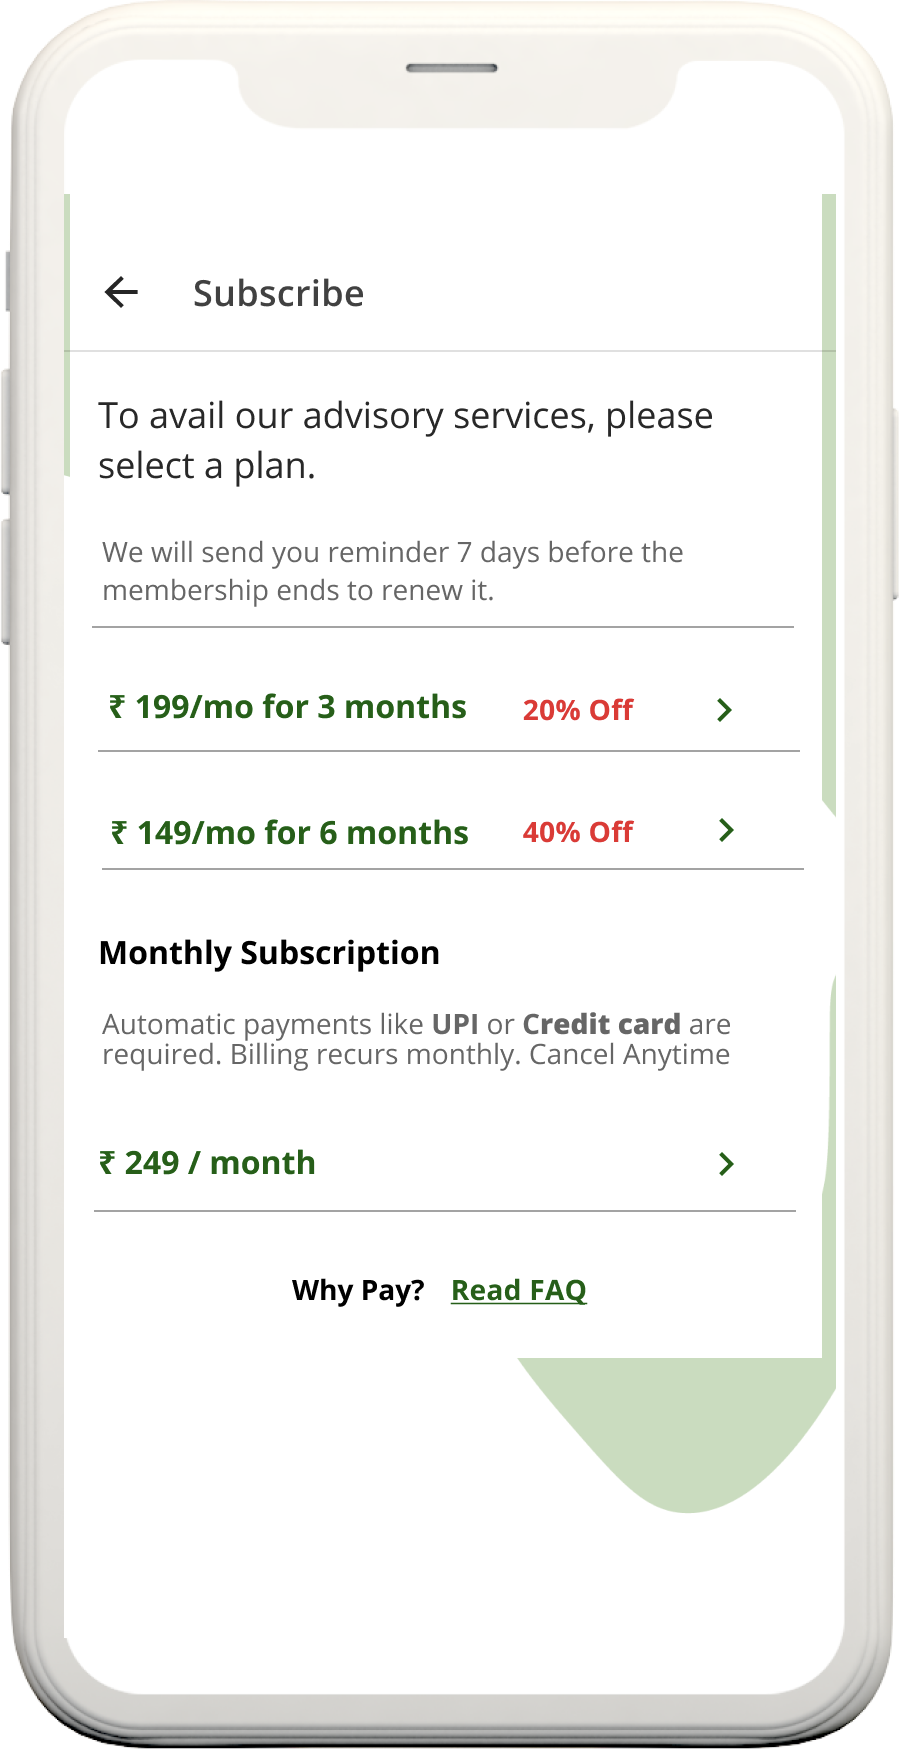 Subscribe
To avail our advisory services, please
select a plan.
We will send you reminder 7 days before the
membership ends to renew it.
₹ 199/mo for 3 months 20% Off
₹ 149/mo for 6 months 40% Off
Monthly Subscription
Automatic payments like UPI or Credit card are
required. Billing recurs monthly. Cancel Anytime
₹ 249 / month
Why Pay? Read FAQ